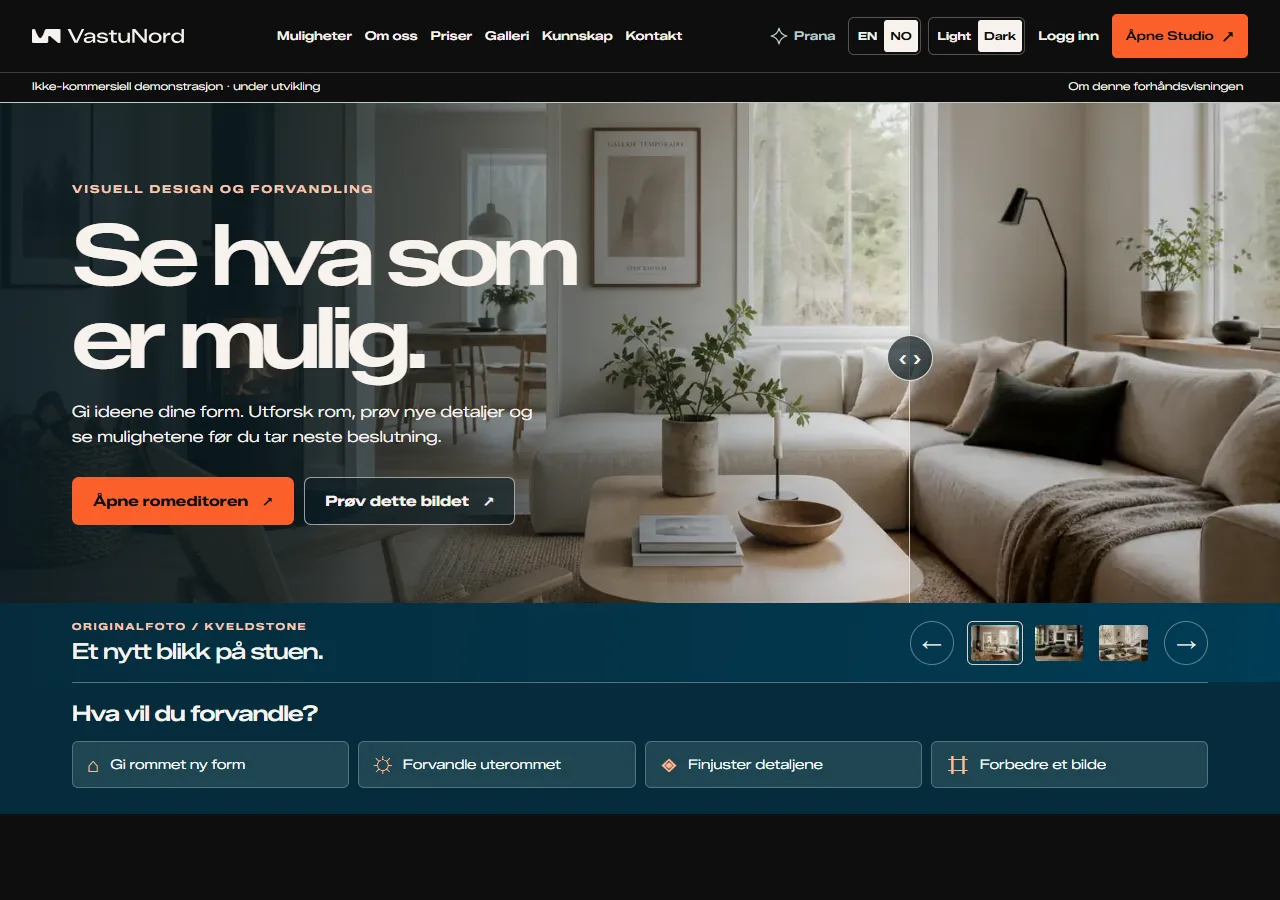 VastuNord
Muligheter Om oss Priser Galleri Kunnskap Kontakt
Prana EN NO Light Dark Logg inn Åpne Studio ↗
Ikke-kommersiell demonstrasjon · under utvikling
Om denne forhåndsvisningen
VISUELL DESIGN OG FORVANDLING
Se hva som
er mulig.
Gi ideene dine form. Utforsk rom, prøv nye detaljer og
se mulighetene før du tar neste beslutning.
Åpne romeditoren ↗
Prøv dette bildet ↗
ORIGINALFOTO / KVELDSTONE
Et nytt blikk på stuen.
Hva vil du forvandle?
Gi rommet ny form
Forvandle uterommet
Finjuster detaljene
Forbedre et bilde